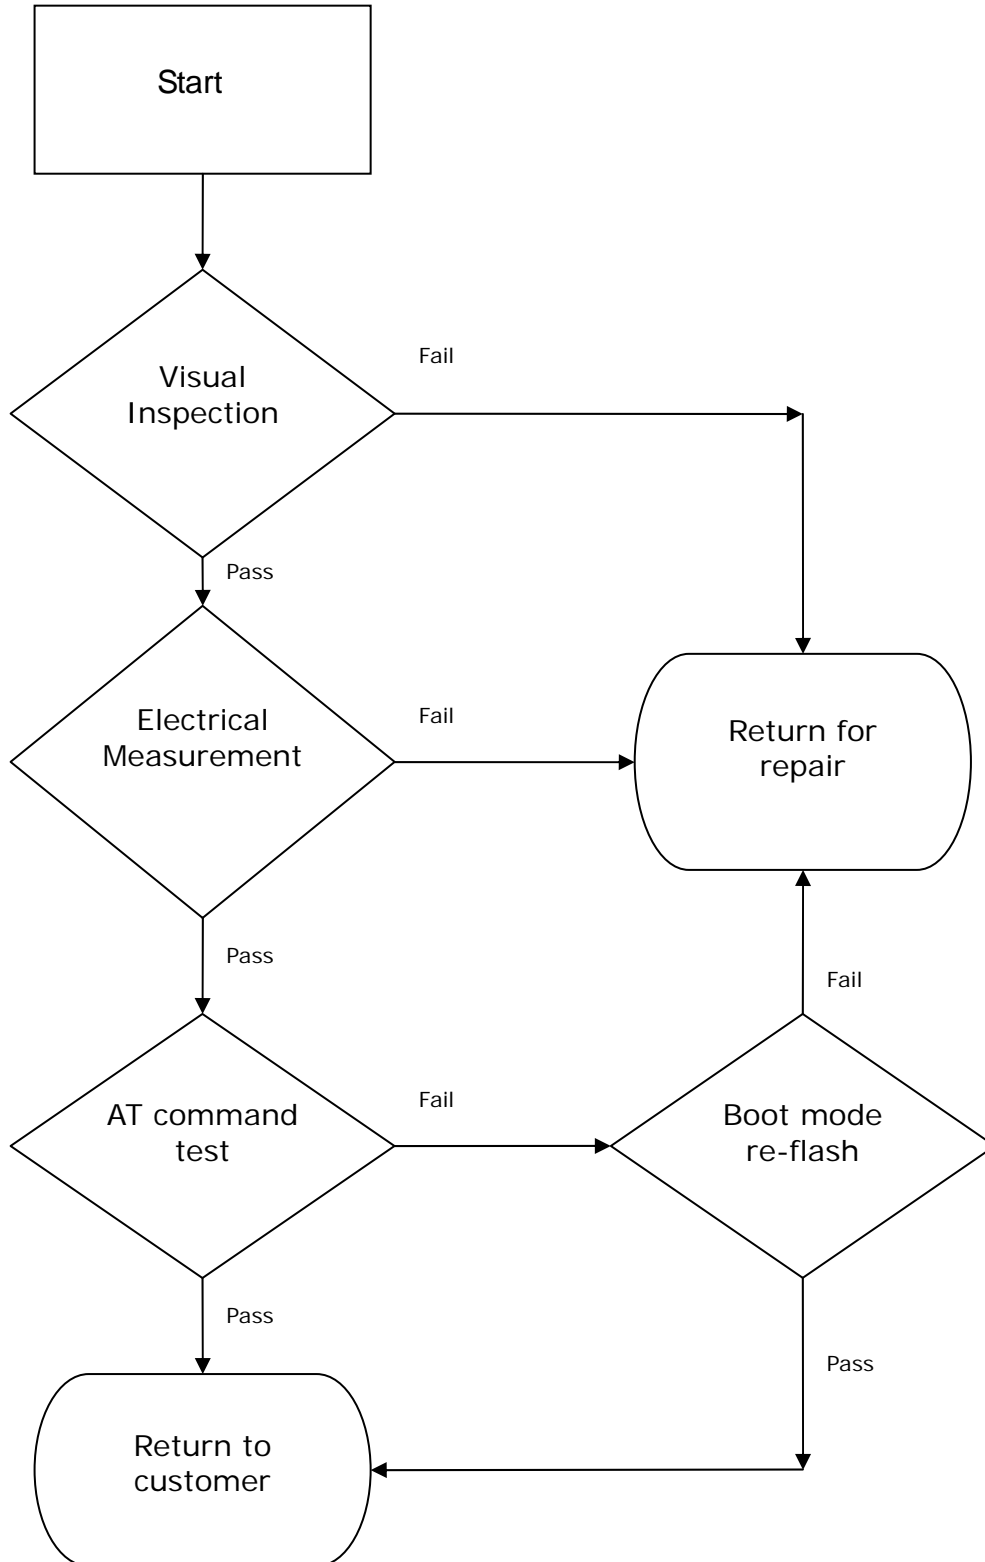 Start
Visual
Inspection
Fail
Pass
Electrical
Measurement
Fail
Return for
repair
Pass
Fail
AT command
test
Fail
Boot mode
re-flash
Pass
Pass
Return to
customer